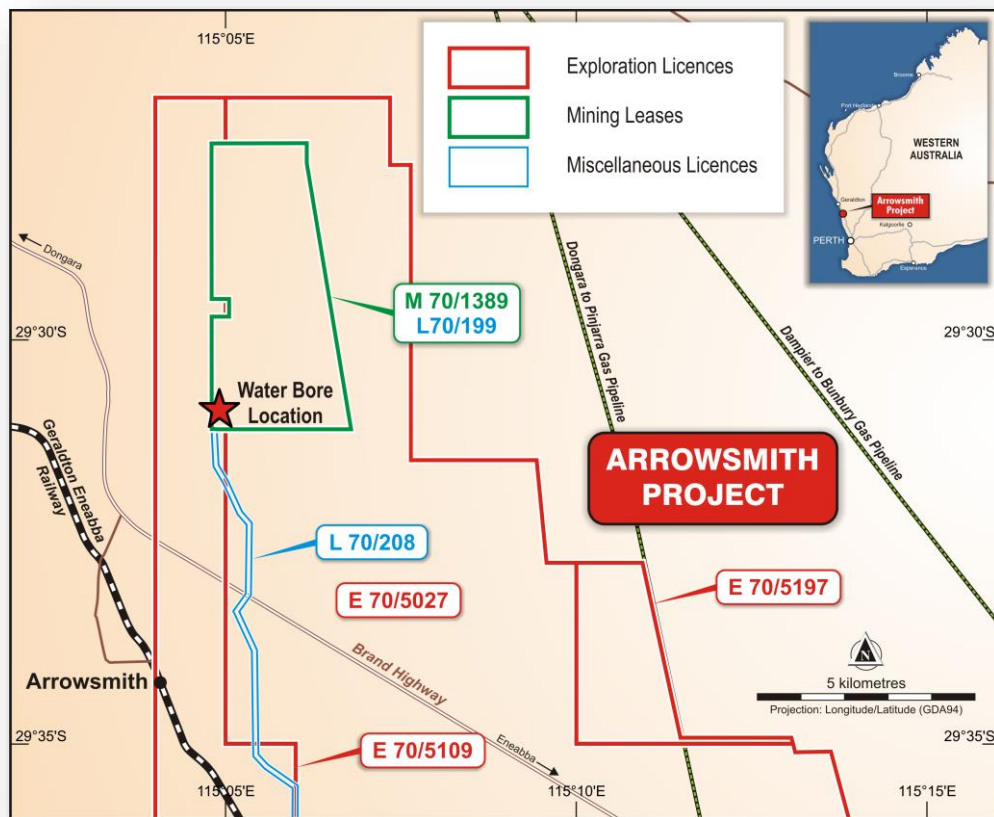 115°05'E
Exploration Licences
Mining Leases
Miscellaneous Licences
Broome
Port Hedland
WESTERN
AUSTRALIA
Geraldton
Arrowsmith
Project
Kalgoorlie
PERTH
Esperance
Dongara
M 70/1389
L70/199
29°30'S
29°30'S
Dongara to Pinjarra Gas Pipeline
Dampier to Bunbury Gas Pipeline
Water Bore
Location
Geraldton Eneabba
Railway
ARROWSMITH
PROJECT
L 70/208
E 70/5027
E 70/5197
Brand Highway
N
Arrowsmith
5 kilometres
Projection: Longitude/Latitude (GDA94)
29°35'S
Eneabba
29°35'S
E 70/5109
115°05'E
115°10'E
115°15'E